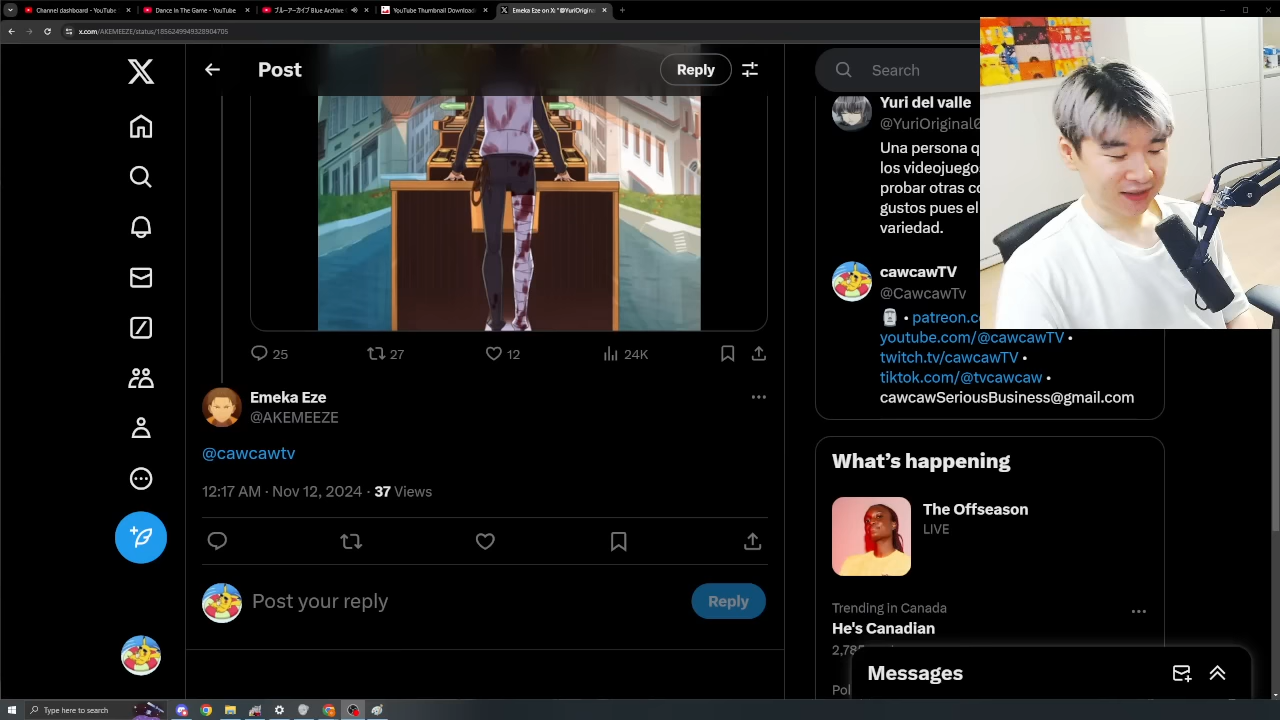 Channel dashboard - YouTube
Dance In The Game - YouTube
ブルーアーカイブ Blue Archive
YouTube Thumbnail Download
Emeka Eze on X: "@YuriOrigin
x.com/AKEMEEZE/status/1856249949328904705
Post
Reply
25
27
12
24K
Emeka Eze
@AKEMEEZE
@cawcawtv
12:17 AM · Nov 12, 2024 · 37 Views
Post your reply
Reply
Search
Yuri del valle
@YuriOriginal
Una persona q
los videojuego
probar otras c
gustos pues el
variedad.
cawcawTV
@CawcawTv
🗿 • patreon.c
youtube.com/@cawcawTV •
twitch.tv/cawcawTV •
tiktok.com/@tvcawcaw •
cawcawSeriousBusiness@gmail.com
What's happening
The Offseason
LIVE
Trending in Canada
He's Canadian
Messages
Pol
Type here to search